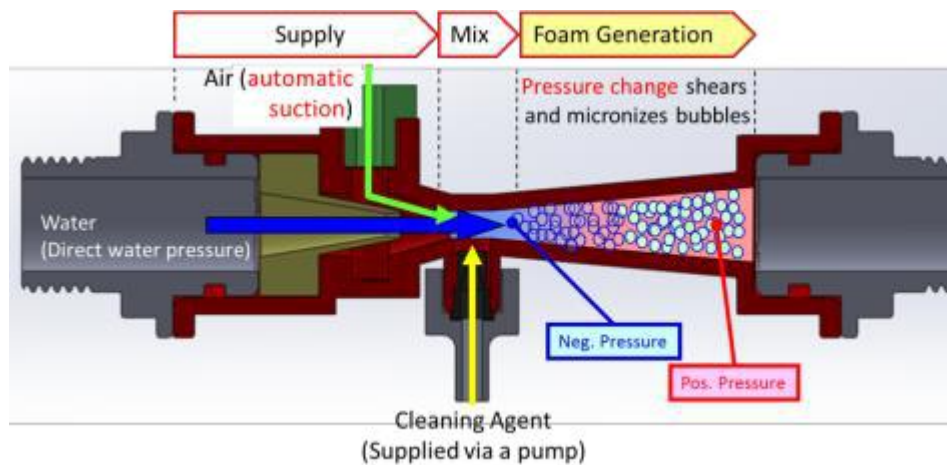 Supply
Mix
Foam Generation
Air (automatic
suction)
Pressure change shears
and micronizes bubbles
Water
(Direct water pressure)
Neg. Pressure
Pos. Pressure
Cleaning Agent
(Supplied via a pump)